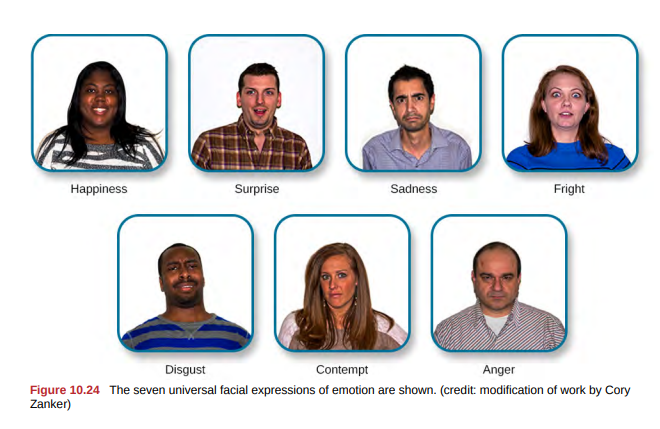 Happiness
Surprise
Sadness
Fright
Disgust
Contempt
Anger
Figure 10.24 The seven universal facial expressions of emotion are shown. (credit: modification of work by Cory
Zanker)